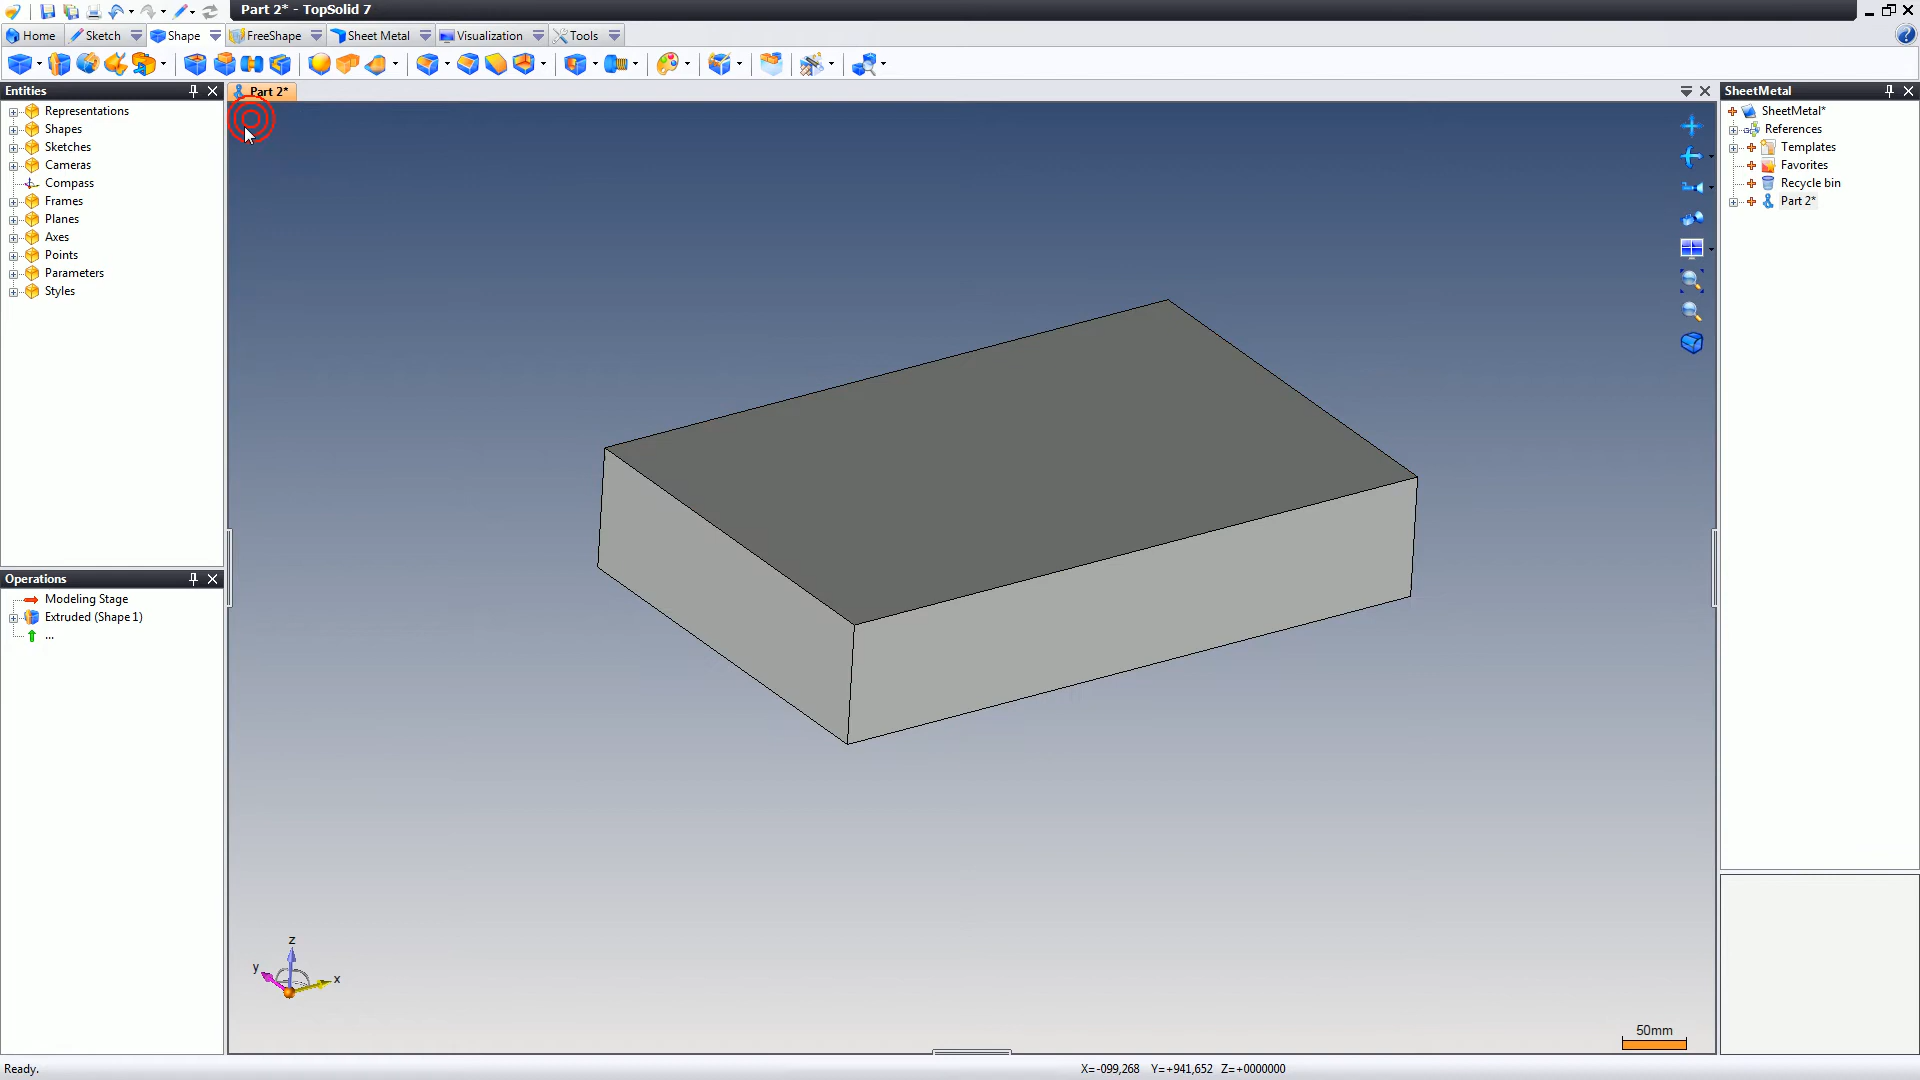 Part 2* - TopSolid 7
Home
Sketch
Shape
FreeShape
Sheet Metal
Visualization
Tools
?
Entities
Representations
Shapes
Sketches
Cameras
Compass
Frames
Planes
Axes
Points
Parameters
Styles
Operations
Modeling Stage
Extruded (Shape 1)
...
Part 2*
z
y
x
50mm
SheetMetal
SheetMetal*
References
Templates
Favorites
Recycle bin
Part 2*
Ready.
X=-099,268 Y=+941,652 Z=+0000000